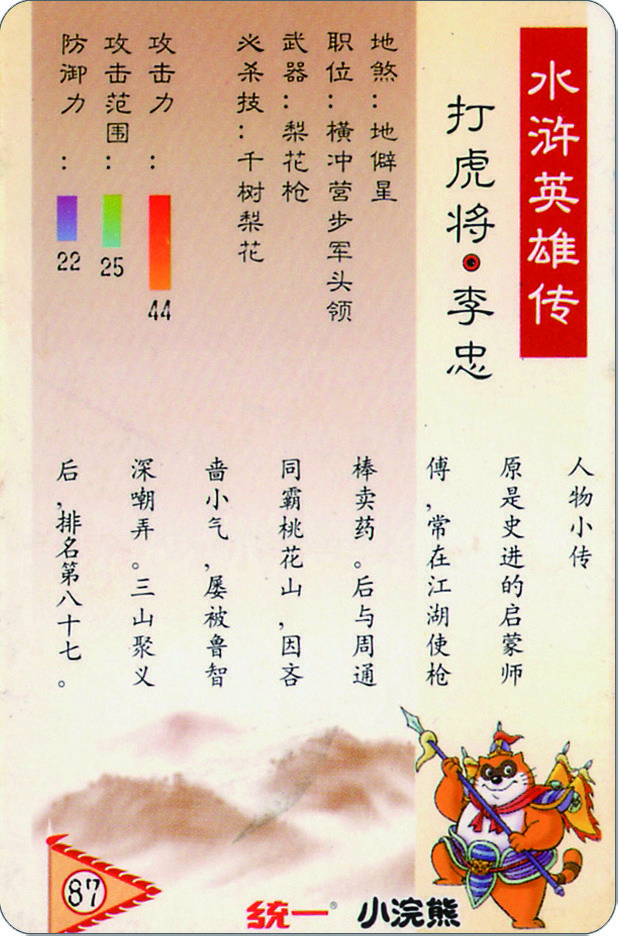 水浒英雄传
打虎将•李忠
地煞：地僻星
职位：横冲营步军头领
武器：梨花枪
必杀技：千树梨花
攻击力：
44
攻击范围：
25
防御力：
22
人物小传
原是史进的启蒙师
傅，常在江湖使枪
棒卖药。后与周通
同霸桃花山，因吝
啬小气，屡被鲁智
深嘲弄。三山聚义
后，排名第八十七。
87
统一® 小浣熊